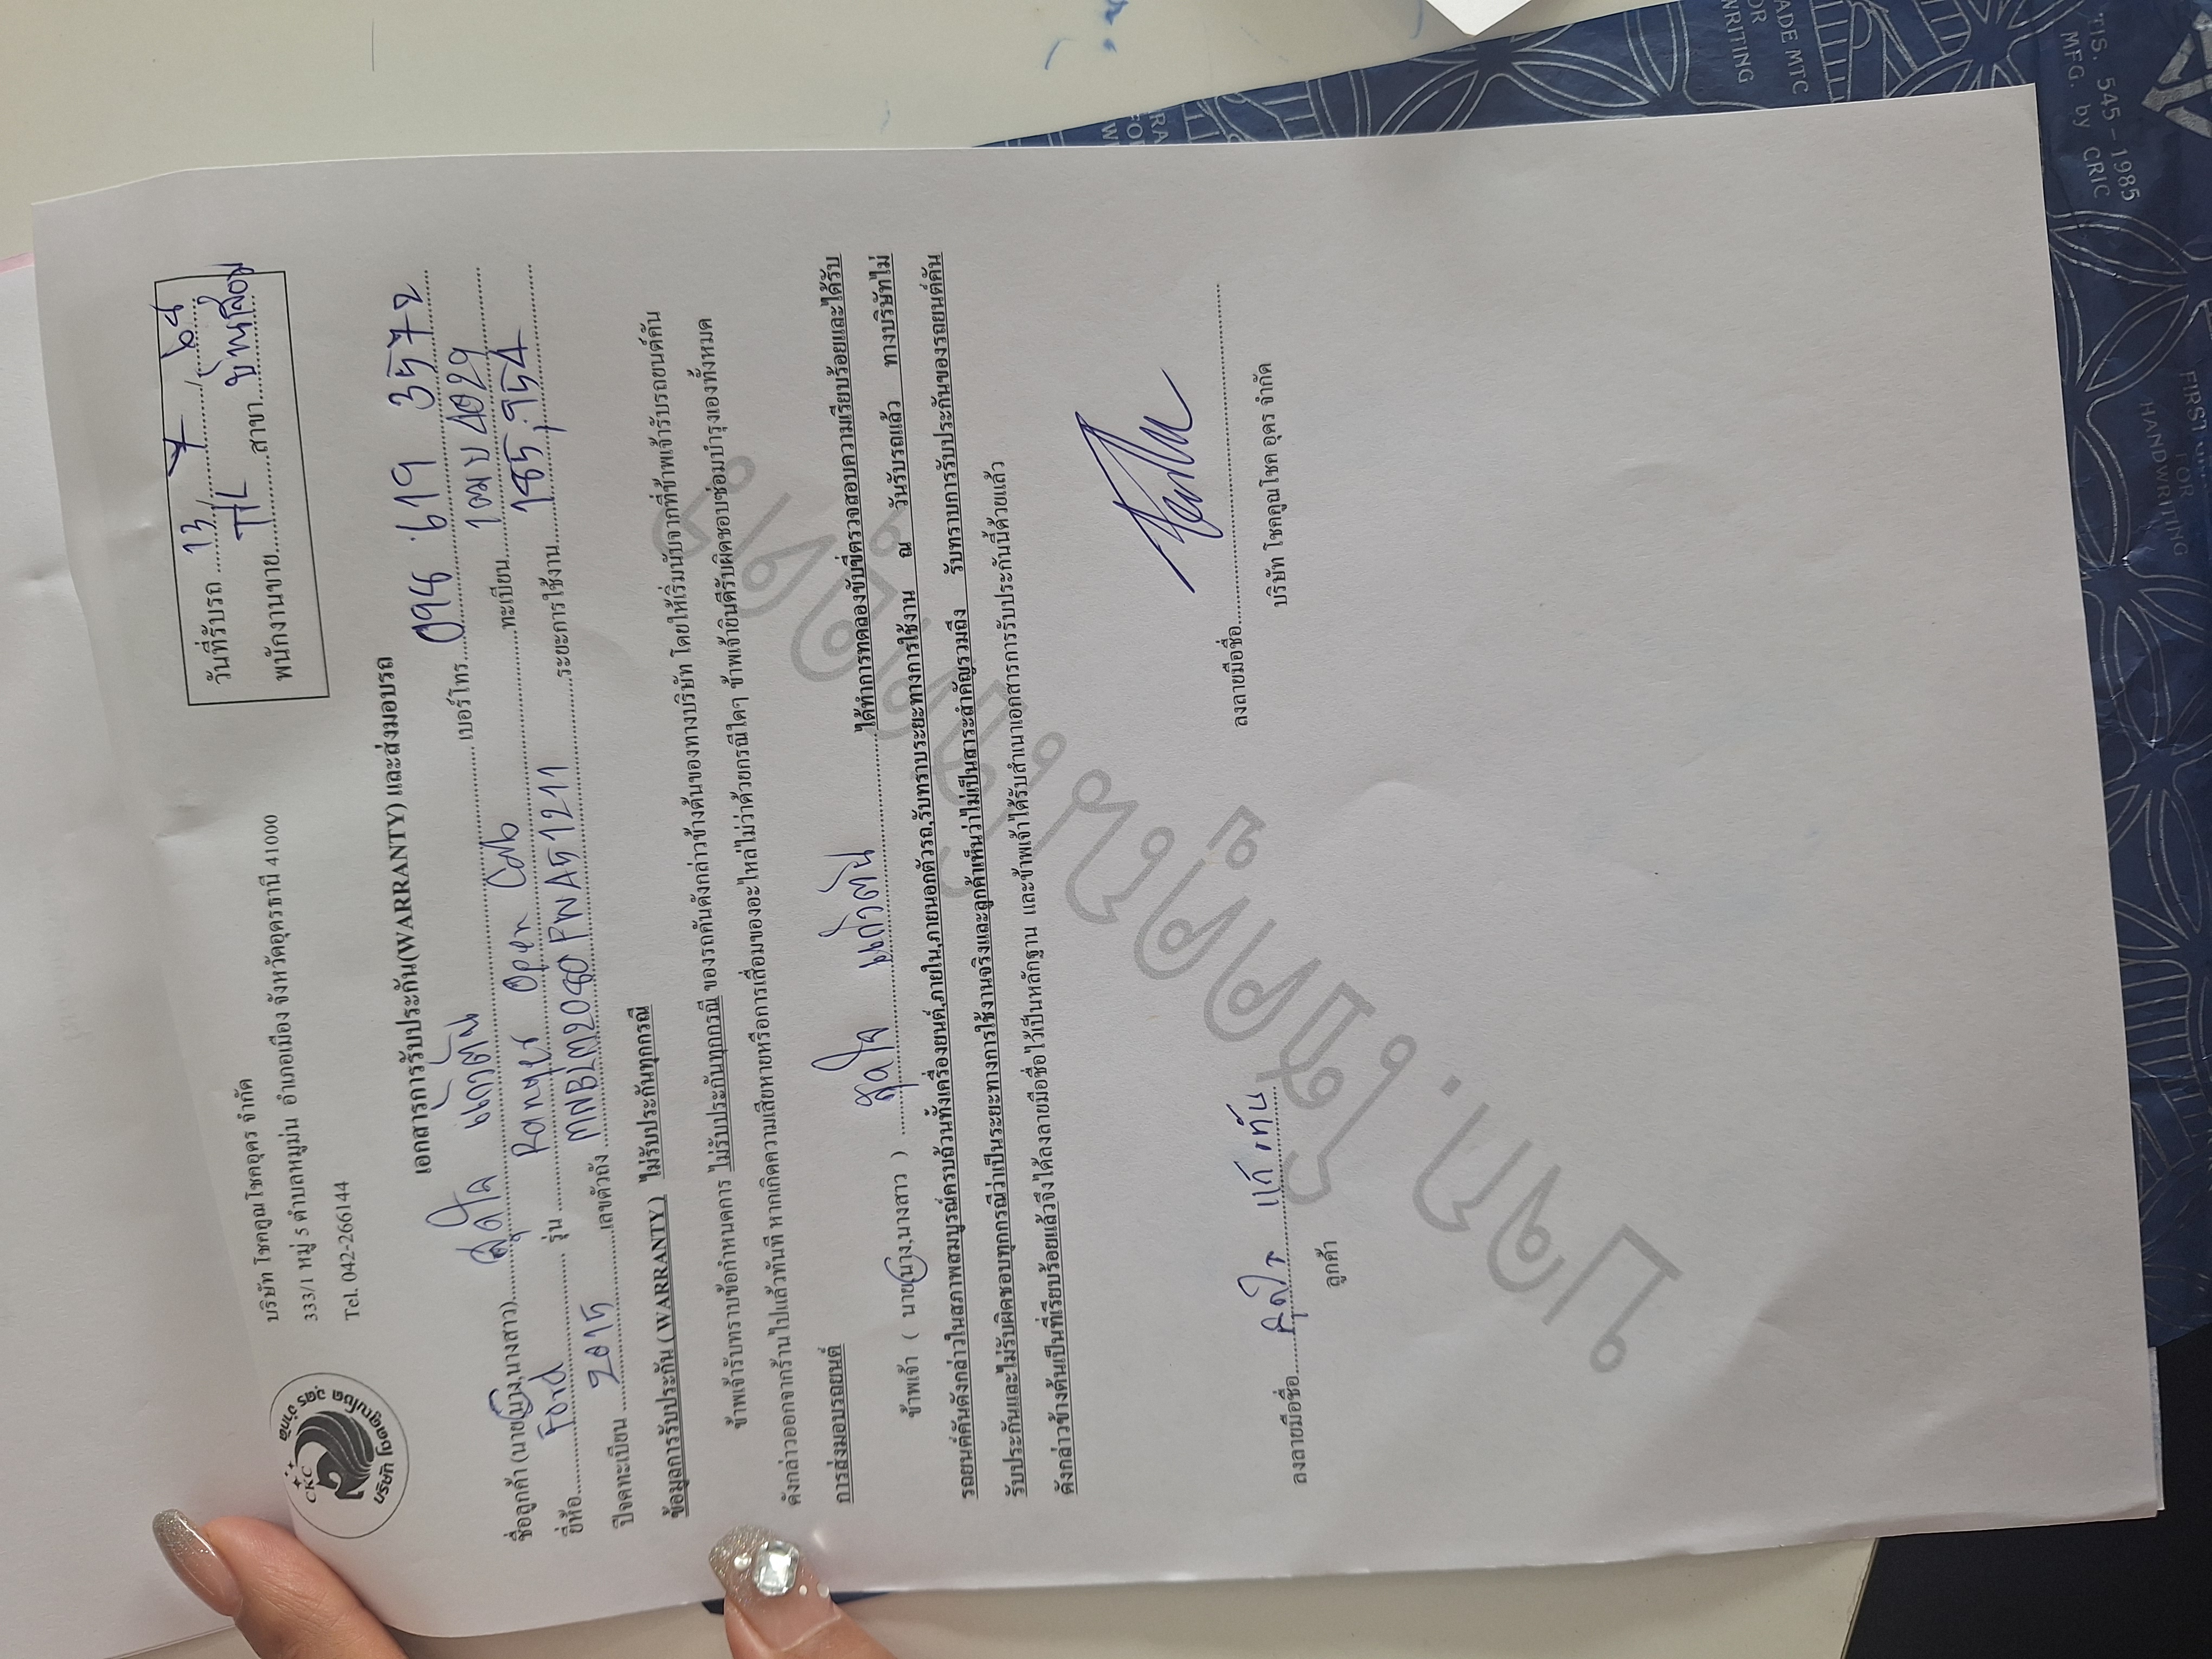 บริษัท โชคคูณโชคอุดร จำกัด
333/1 หมู่ 5 ตำบลหมูม่น อำเภอเมือง จังหวัดอุดรธานี 41000
Tel. 042-266144
CKC
บริษัท โชคคูณโชค อุดร จำกัด
วันที่รับรถ 13/ 7 /
พนักงานขาย สาขา
เอกสารการรับประกัน(WARRANTY) และส่งมอบรถ
ชื่อลูกค้า (นาย,นาง,นางสาว) สุดใจ แก้วตัน เบอร์โทร 094 619 3572
ยี่ห้อ Ford รุ่น Ranger Open Cab ทะเบียน 4029
ปีจดทะเบียน 2015 เลขตัวถัง ระยะการใช้งาน 185,954
ข้อมูลการรับประกัน (WARRANTY) ไม่รับประกันทุกกรณี
ข้าพเจ้ารับทราบข้อกำหนดการ ไม่รับประกันทุกกรณี ของรถคันดังกล่าวข้างต้นของทางบริษัท โดยให้เริ่มนับจากที่ข้าพเจ้ารับรถยนต์คัน
ดังกล่าวออกจากร้านไปแล้วทันที หากเกิดความเสียหายหรือการเสื่อมของอะไหล่ไม่ว่าด้วยกรณีใดๆ ข้าพเจ้ายินดีรับผิดชอบซ่อมบำรุงเองทั้งหมด
การส่งมอบรถยนต์
ข้าพเจ้า ( นาย,นาง,นางสาว ) สุดใจ แก้วตัน ได้ทำการทดลองขับขี่ตรวจสอบความเรียบร้อยและได้รับ
รถยนต์คันดังกล่าวในสภาพสมบูรณ์ครบถ้วนทั้งเครื่องยนต์,ภายใน,ภายนอกตัวรถ,รับทราบระยะทางการใช้งาน ณ วันรับรถแล้ว ทางบริษัทไม่
รับประกันและไม่รับผิดชอบทุกกรณีว่าเป็นระยะทางการใช้งานจริงและลูกค้าเห็นว่าไม่เป็นสาระสำคัญรวมถึง รับทราบการรับประกันของรถยนต์คัน
ดังกล่าวข้างต้นเป็นที่เรียบร้อยแล้วจึงได้ลงลายมือชื่อไว้เป็นหลักฐาน และข้าพเจ้าได้รับสำเนาเอกสารการรับประกันนี้ด้วยแล้ว
ลงลายมือชื่อ สุดใจ ลงลายมือชื่อ
ลูกค้า บริษัท โชคคูณโชค อุดร จำกัด
T.I.S. 545-1985
MFG. by CRIC
HANDWRITING
FOR